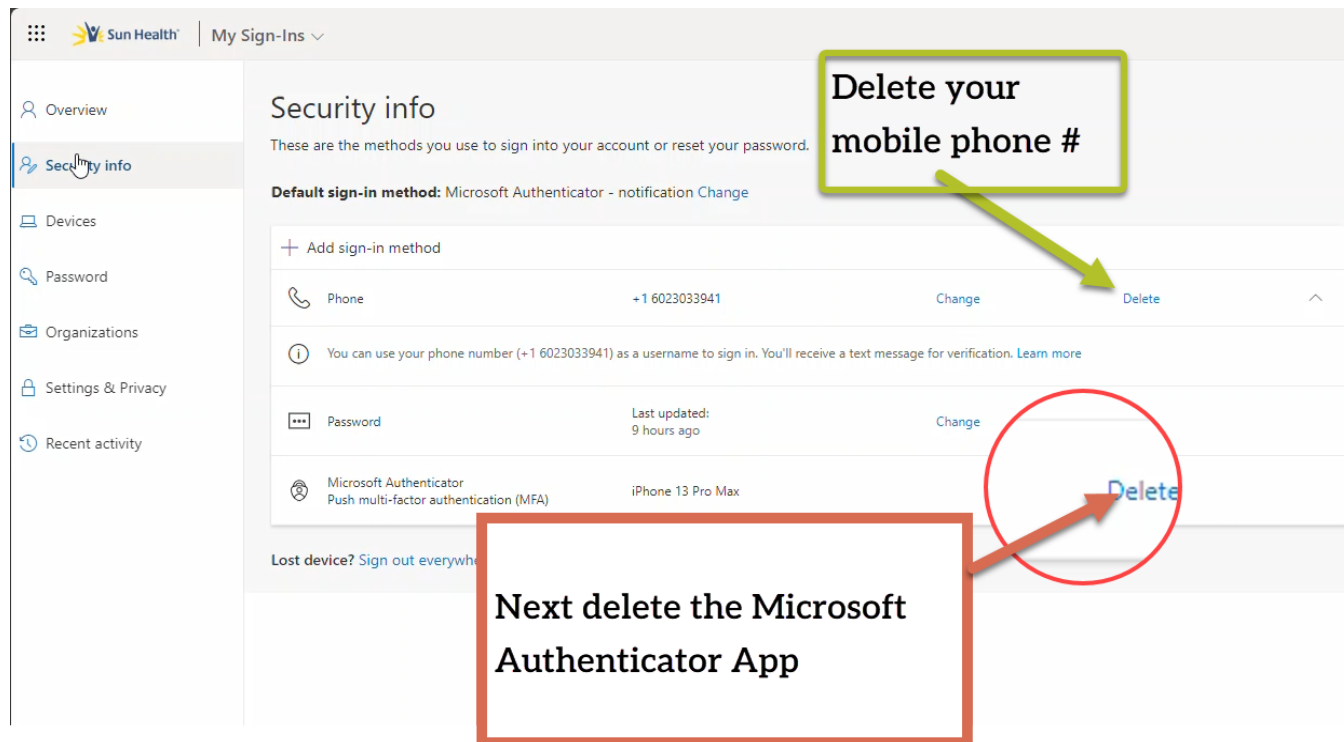 Sun Health
My Sign-Ins
Delete your
mobile phone #
Overview
Security info
Devices
Password
Organizations
Settings & Privacy
Recent activity
Security info
These are the methods you use to sign into your account or reset your password.
Default sign-in method: Microsoft Authenticator - notification Change
+ Add sign-in method
Phone +1 6023033941 Change Delete
You can use your phone number (+1 6023033941) as a username to sign in. You'll receive a text message for verification. Learn more
Password Last updated: Change
9 hours ago
Microsoft Authenticator
Push multi-factor authentication (MFA) iPhone 13 Pro Max Delete
Lost device? Sign out
Next delete the Microsoft
Authenticator App